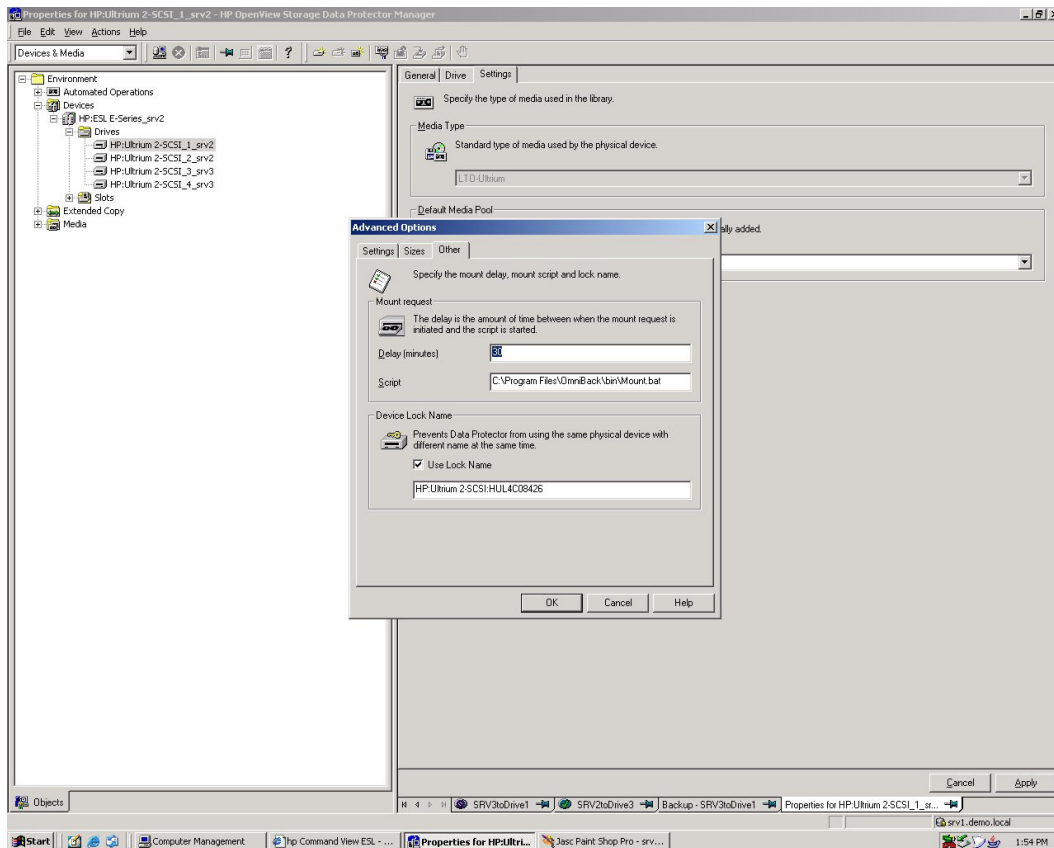 Properties for HP:Ultrium 2-SCSI_1_srv2 - HP OpenView Storage Data Protector Manager
File Edit View Actions Help
Devices & Media
Environment
Automated Operations
Devices
HP:ESL E-Series_srv2
Drives
HP:Ultrium 2-SCSI_1_srv2
HP:Ultrium 2-SCSI_2_srv2
HP:Ultrium 2-SCSI_3_srv3
HP:Ultrium 2-SCSI_4_srv3
Slots
Extended Copy
Media
General Drive Settings
Specify the type of media used in the library.
Media Type
Standard type of media used by the physical device.
LTO-Ultrium
Default Media Pool
ally added.
Advanced Options
Settings Sizes Other
Specify the mount delay, mount script and lock name.
Mount request
The delay is the amount of time between when the mount request is
initiated and the script is started.
Delay (minutes) 30
Script C:\Program Files\OmniBack\bin\Mount.bat
Device Lock Name
Prevents Data Protector from using the same physical device with
different name at the same time.
Use Lock Name
HP:Ultrium 2-SCSI:HUL4C08426
OK Cancel Help
Cancel Apply
Objects
SRV3toDrive1 SRV2toDrive3 Backup - SRV3toDrive1 Properties for HP:Ultrium 2-SCSI_1_sr...
srv1.demo.local
Start Computer Management hp Command View ESL - ... Properties for HP:Ultri... Jasc Paint Shop Pro - srv... 1:54 PM